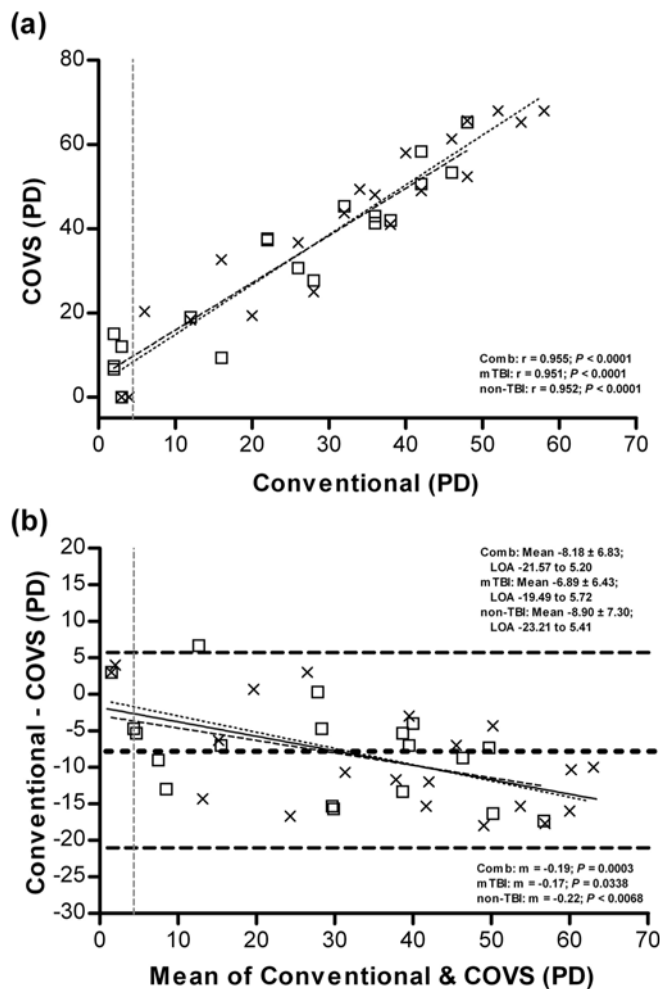 (a)
80
60
40
20
0
COVS (PD)
Comb: r = 0.955; P < 0.0001
mTBI: r = 0.951; P < 0.0001
non-TBI: r = 0.952; P < 0.0001
0 10 20 30 40 50 60 70
Conventional (PD)
(b)
20
15
10
5
0
-5
-10
-15
-20
-25
-30
Conventional - COVS (PD)
Comb: Mean -8.18 ± 6.83;
LOA -21.57 to 5.20
mTBI: Mean -6.89 ± 6.43;
LOA -19.49 to 5.72
non-TBI: Mean -8.90 ± 7.30;
LOA -23.21 to 5.41
Comb: m = -0.19; P = 0.0003
mTBI: m = -0.17; P = 0.0338
non-TBI: m = -0.22; P < 0.0068
0 10 20 30 40 50 60 70
Mean of Conventional & COVS (PD)